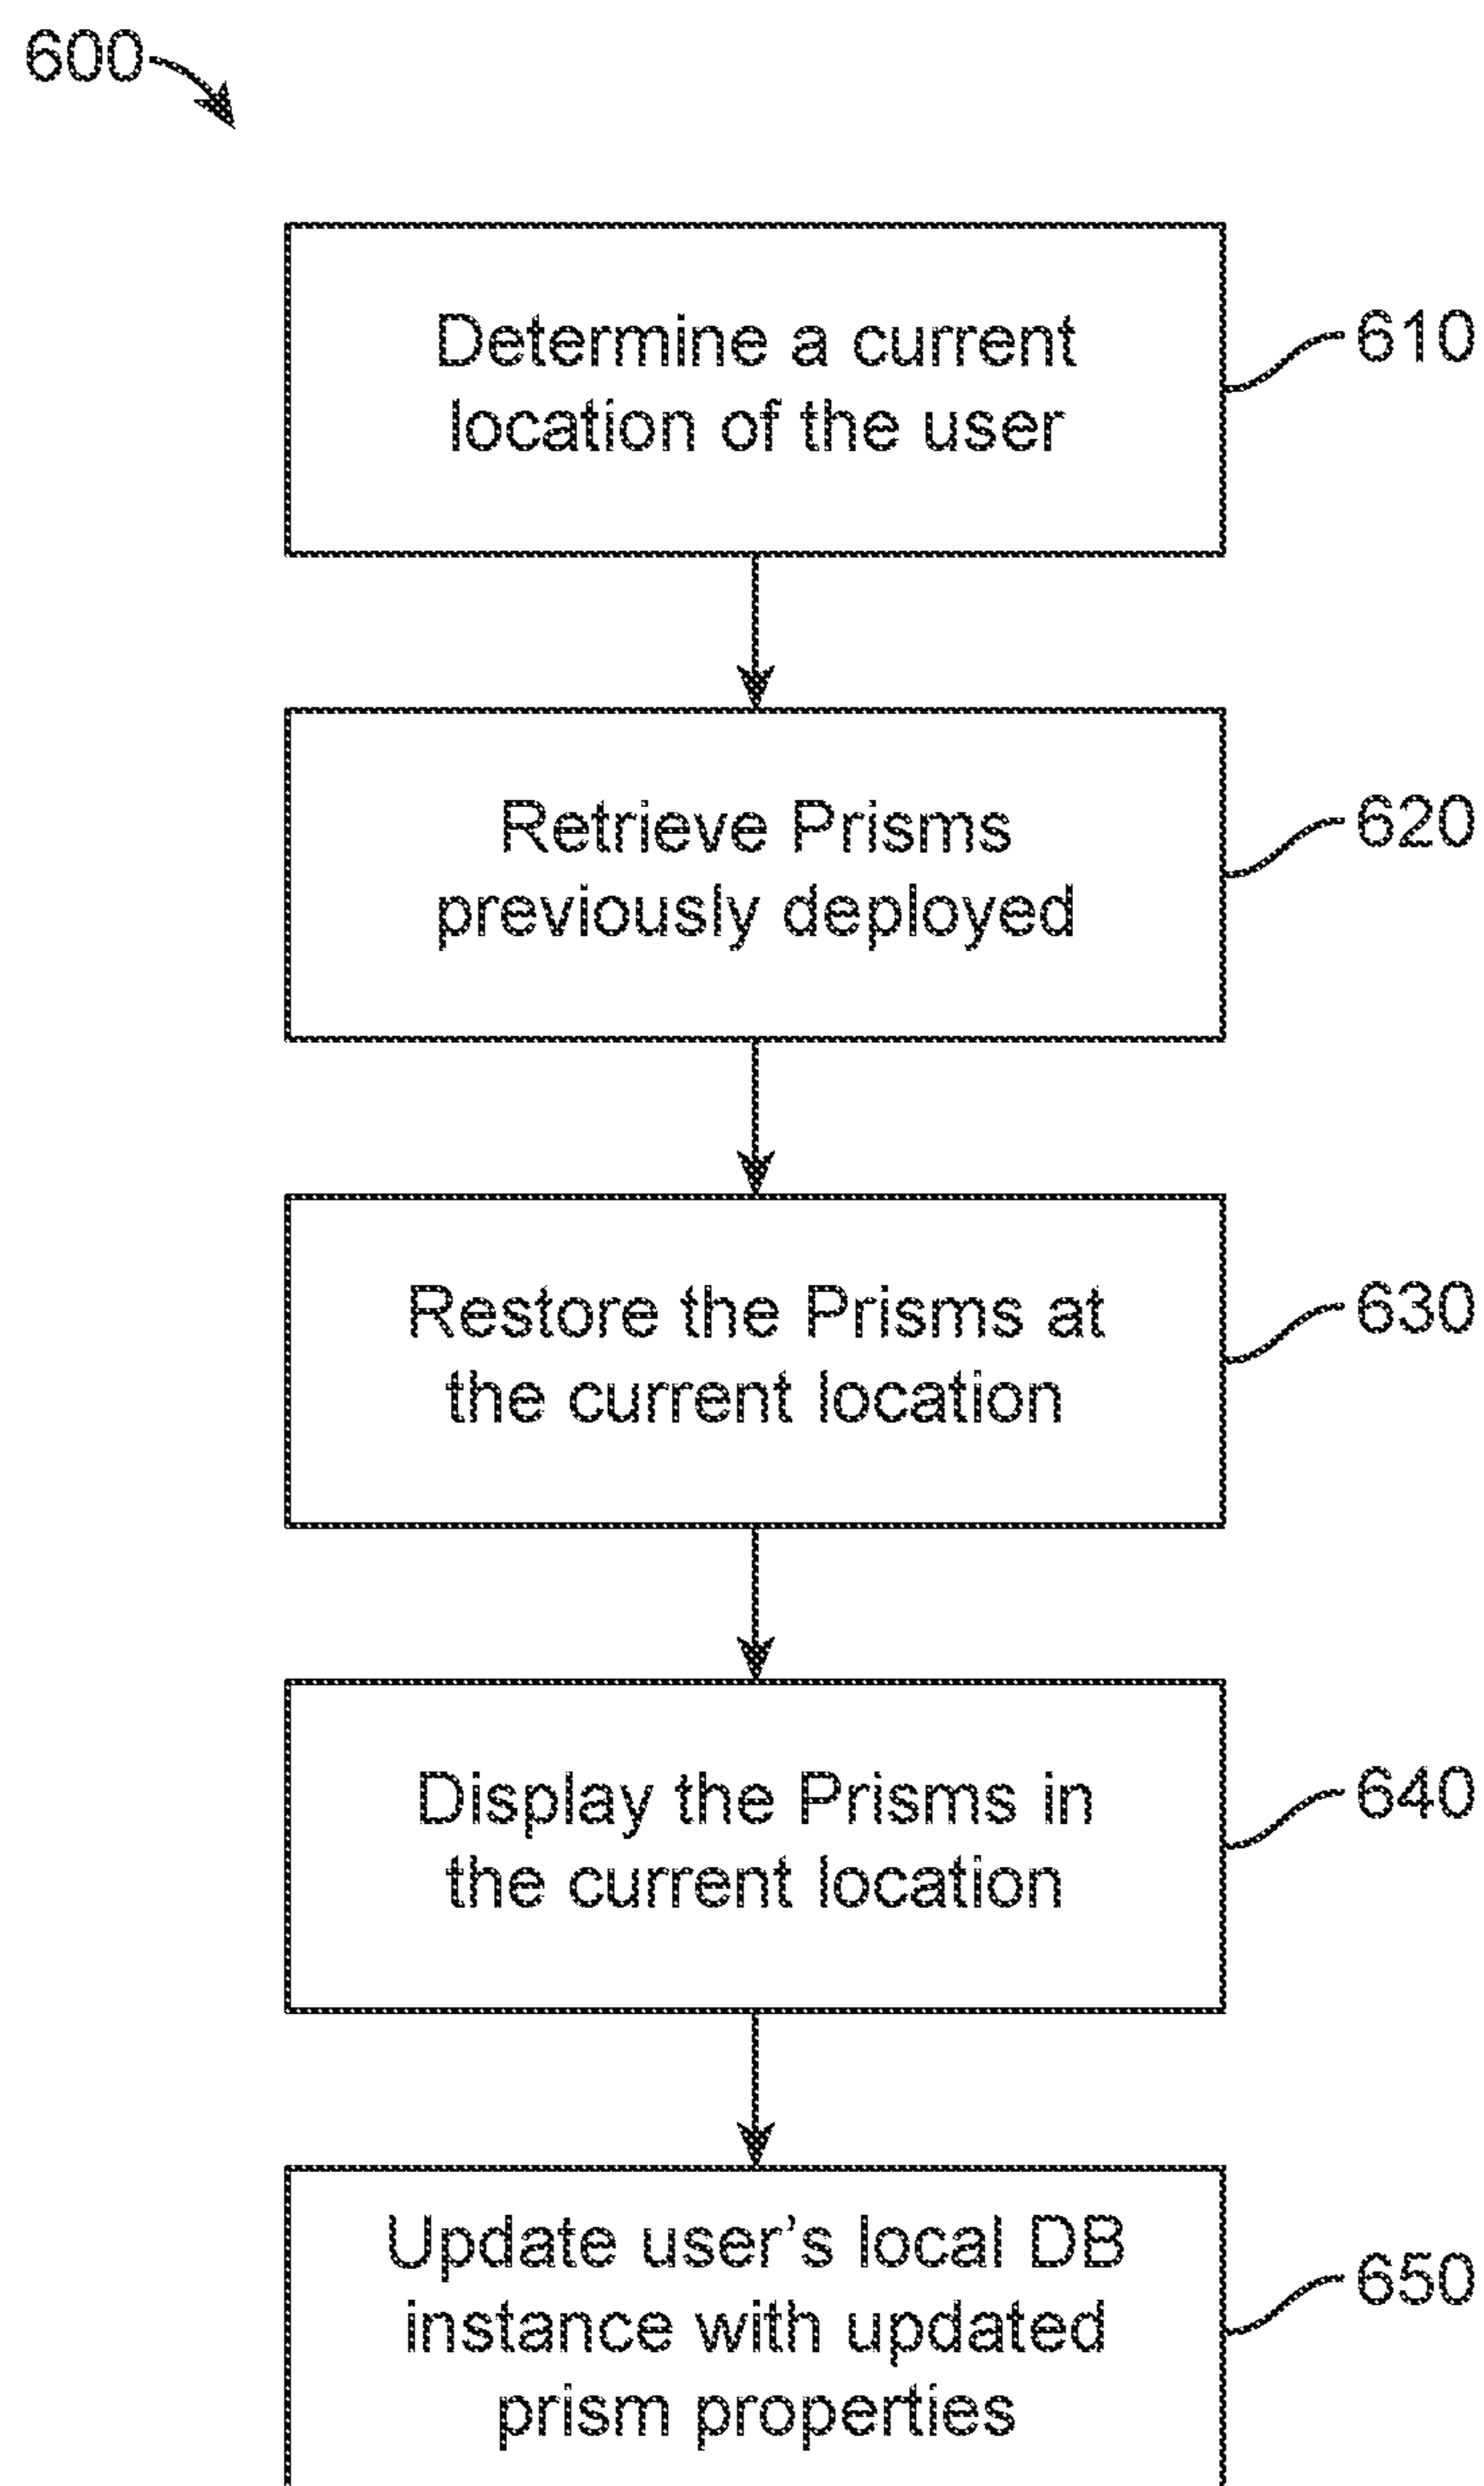 600
Determine a current
location of the user
610
Retrieve Prisms
previously deployed
620
Restore the Prisms at
the current location
630
Display the Prisms in
the current location
640
Update user's local DB
instance with updated
prism properties
650